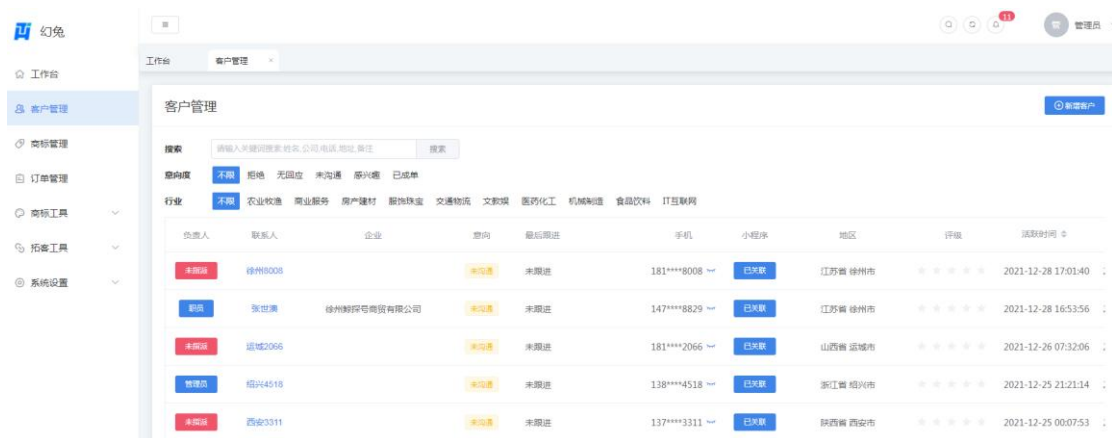 幻兔
11
管理员
工作台
客户管理 ×
工作台
客户管理
商标管理
订单管理
商标工具
拓客工具
系统设置
客户管理
新增客户
搜索 请输入关键词搜索:姓名,公司,电话,地址,备注 搜索
意向度 不限 拒绝 无回应 未沟通 感兴趣 已成单
行业 不限 农业牧渔 商业服务 房产建材 服饰珠宝 交通物流 文教娱 医药化工 机械制造 食品饮料 IT互联网
负责人 联系人 企业 意向 最后跟进 手机 小程序 地区 评级 活跃时间
未指派 徐州8008 未沟通 未跟进 181****8008 已关联 江苏省 徐州市 2021-12-28 17:01:40
职员 张世澳 徐州鲸探号商贸有限公司 未沟通 未跟进 147****8829 已关联 江苏省 徐州市 2021-12-28 16:53:56
未指派 运城2066 未沟通 未跟进 181****2066 已关联 山西省 运城市 2021-12-26 07:32:06
管理员 绍兴4518 未沟通 未跟进 138****4518 已关联 浙江省 绍兴市 2021-12-25 21:21:14
未指派 西安3311 未沟通 未跟进 137****3311 已关联 陕西省 西安市 2021-12-25 00:07:53